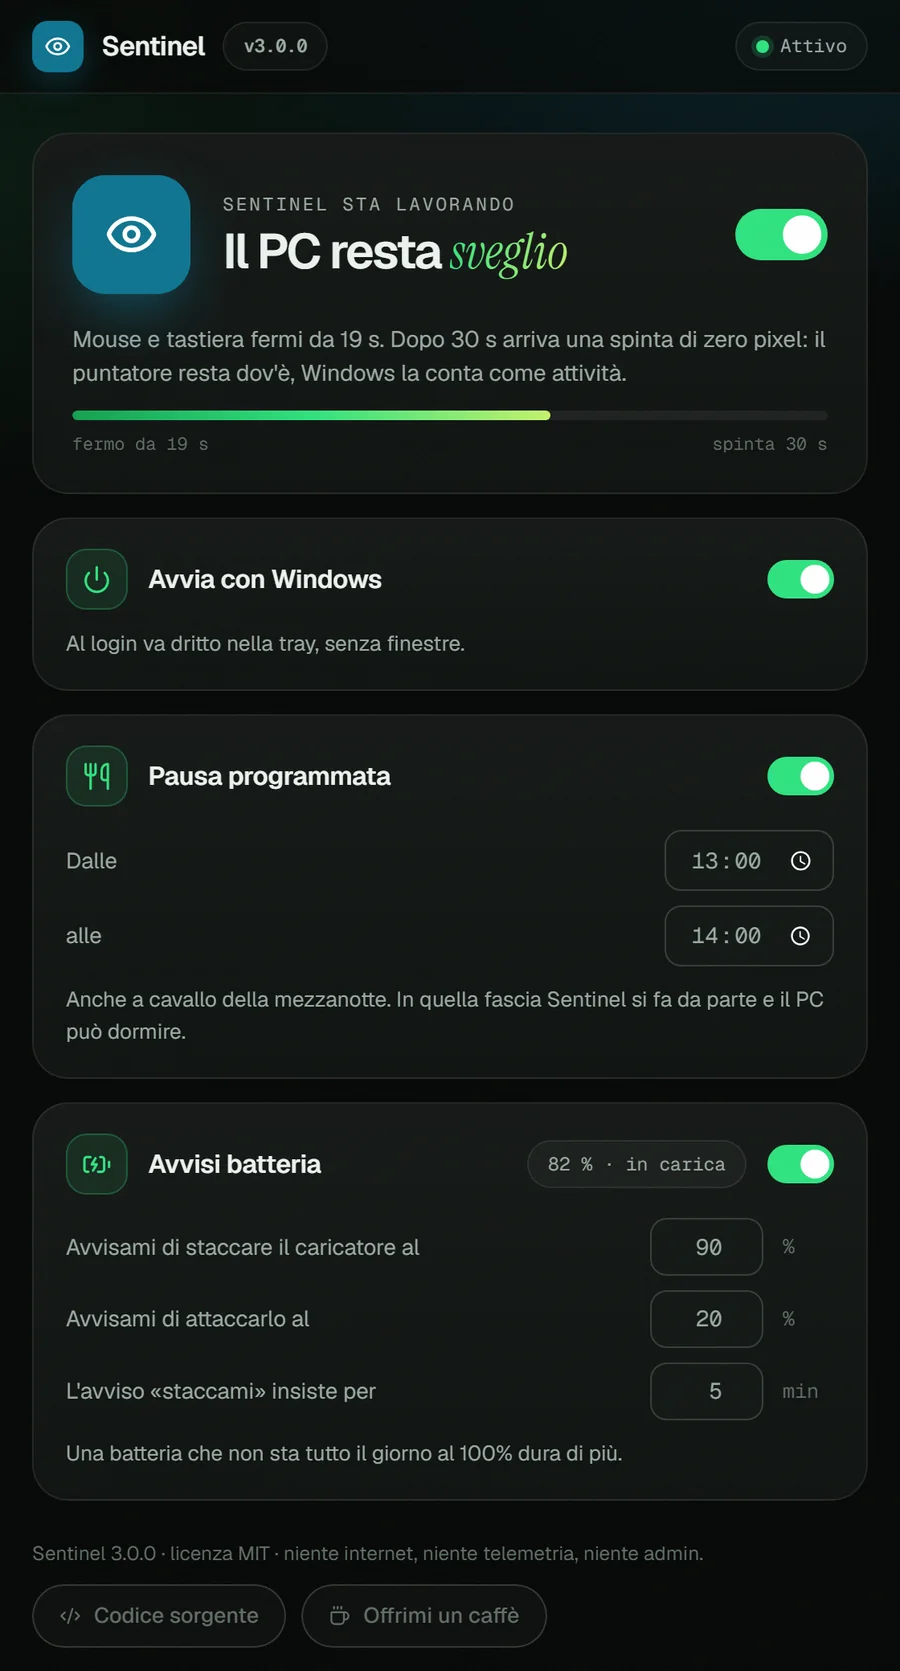 Sentinel v3.0.0 Attivo
SENTINEL STA LAVORANDO
Il PC resta sveglio
Mouse e tastiera fermi da 19 s. Dopo 30 s arriva una spinta di zero pixel: il
puntatore resta dov'è, Windows la conta come attività.
fermo da 19 s spinta 30 s
Avvia con Windows
Al login va dritto nella tray, senza finestre.
Pausa programmata
Dalle 13:00
alle 14:00
Anche a cavallo della mezzanotte. In quella fascia Sentinel si fa da parte e il PC
può dormire.
Avvisi batteria 82 % · in carica
Avvisami di staccare il caricatore al 90 %
Avvisami di attaccarlo al 20 %
L'avviso «staccami» insiste per 5 min
Una batteria che non sta tutto il giorno al 100% dura di più.
Sentinel 3.0.0 · licenza MIT · niente internet, niente telemetria, niente admin.
Codice sorgente Offrimi un caffè